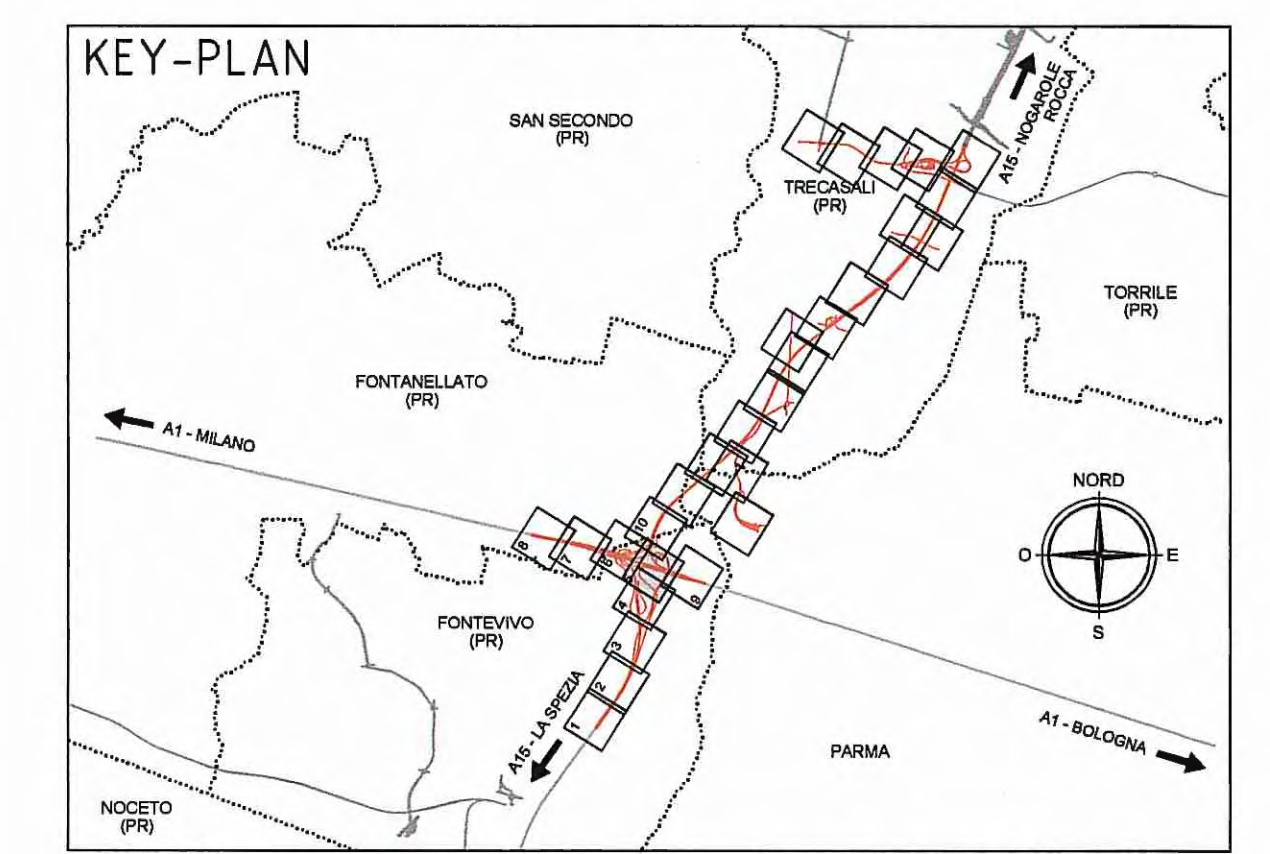 KEY-PLAN
SAN SECONDO
(PR)
A15 - NOGAROLE
ROCCA
TRECASALI
(PR)
TORRILE
(PR)
FONTANELLATO
(PR)
A1 - MILANO
NORD
O
E
S
10
8
7
6
5
9
4
FONTEVIVO
(PR)
3
2
1
A15 - LA SPEZIA
A1 - BOLOGNA
PARMA
NOCETO
(PR)